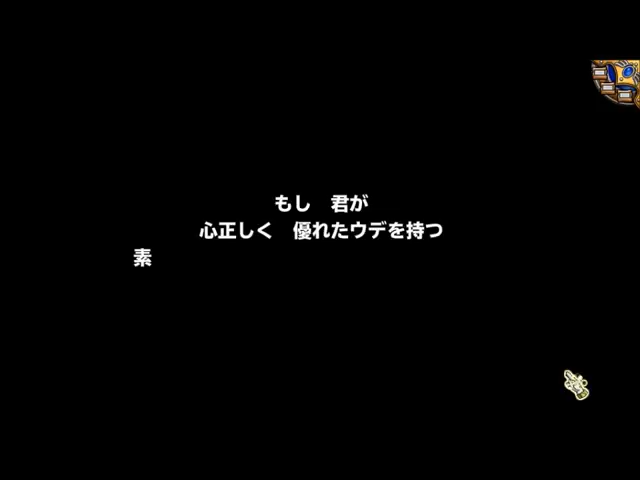 もし　君が
心正しく　優れたウデを持つ
素